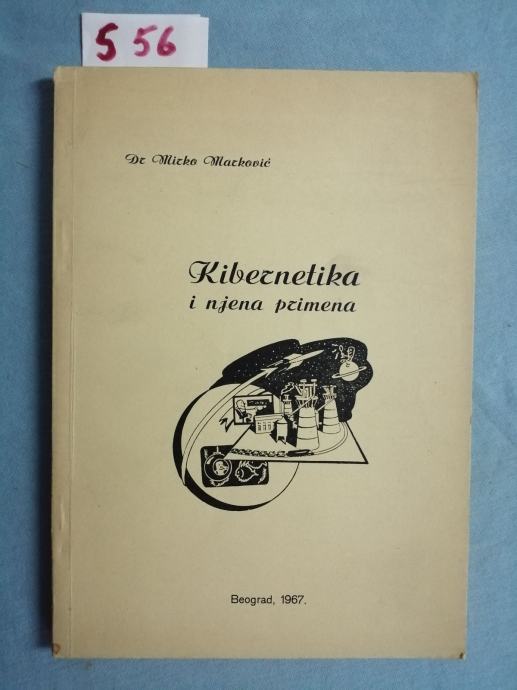 S 56
Dr Mirko Marković
Kibernetika
i njena primena
Beograd, 1967.